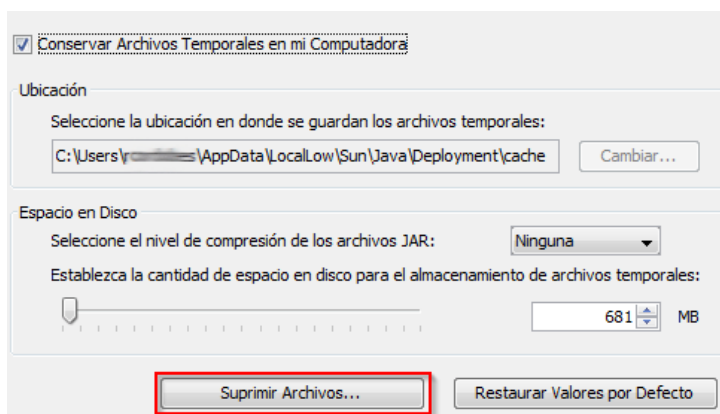 Conservar Archivos Temporales en mi Computadora
Ubicación
Seleccione la ubicación en donde se guardan los archivos temporales:
C:\Users\ \AppData\LocalLow\Sun\Java\Deployment\cache Cambiar...
Espacio en Disco
Seleccione el nivel de compresión de los archivos JAR: Ninguna
Establezca la cantidad de espacio en disco para el almacenamiento de archivos temporales:
681 MB
Suprimir Archivos... Restaurar Valores por Defecto